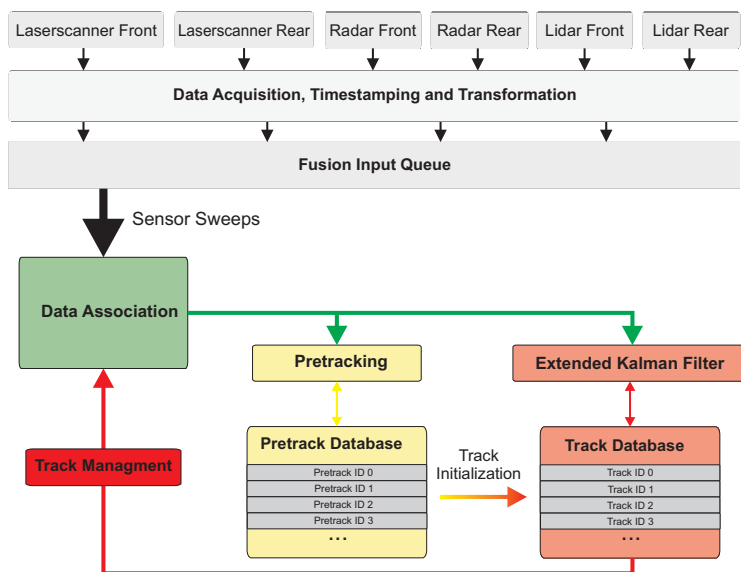 Laserscanner Front
Laserscanner Rear
Radar Front
Radar Rear
Lidar Front
Lidar Rear
Data Acquisition, Timestamping and Transformation
Fusion Input Queue
Sensor Sweeps
Data Association
Pretracking
Extended Kalman Filter
Track Managment
Pretrack Database
Pretrack ID 0
Pretrack ID 1
Pretrack ID 2
Pretrack ID 3
...
Track
Initialization
Track Database
Track ID 0
Track ID 1
Track ID 2
Track ID 3
...